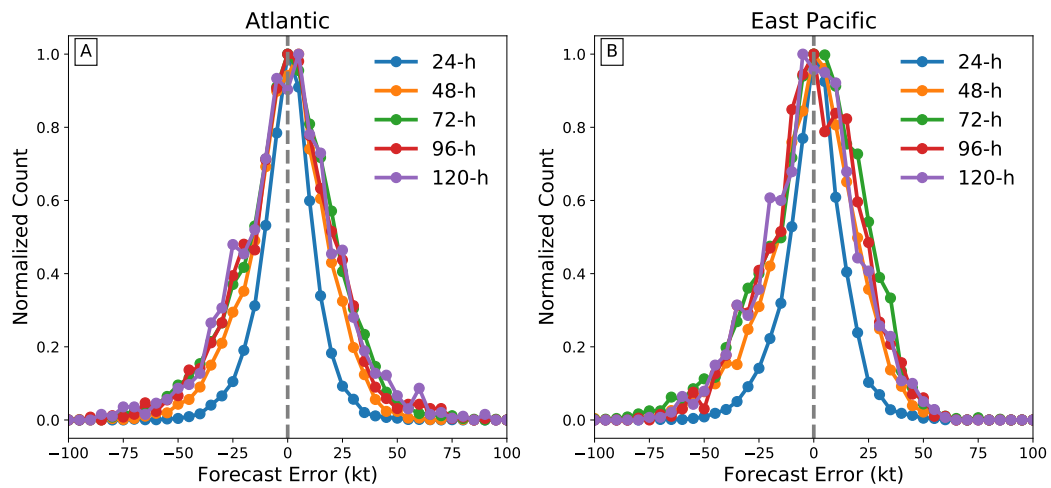 Atlantic
A
24-h
48-h
72-h
96-h
120-h
Normalized Count
1.0
0.8
0.6
0.4
0.2
0.0
−100 −75 −50 −25 0 25 50 75 100
Forecast Error (kt)
East Pacific
B
24-h
48-h
72-h
96-h
120-h
Normalized Count
1.0
0.8
0.6
0.4
0.2
0.0
−100 −75 −50 −25 0 25 50 75 100
Forecast Error (kt)